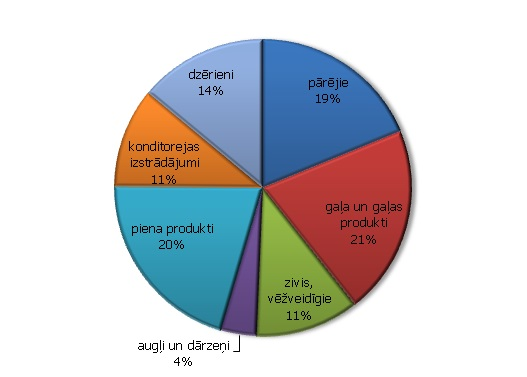 dzērieni
14%
pārējie
19%
konditorejas
izstrādājumi
11%
gaļa un gaļas
produkti
21%
piena produkti
20%
zivis,
vēžveidīgie
11%
augļi un dārzeņi
4%